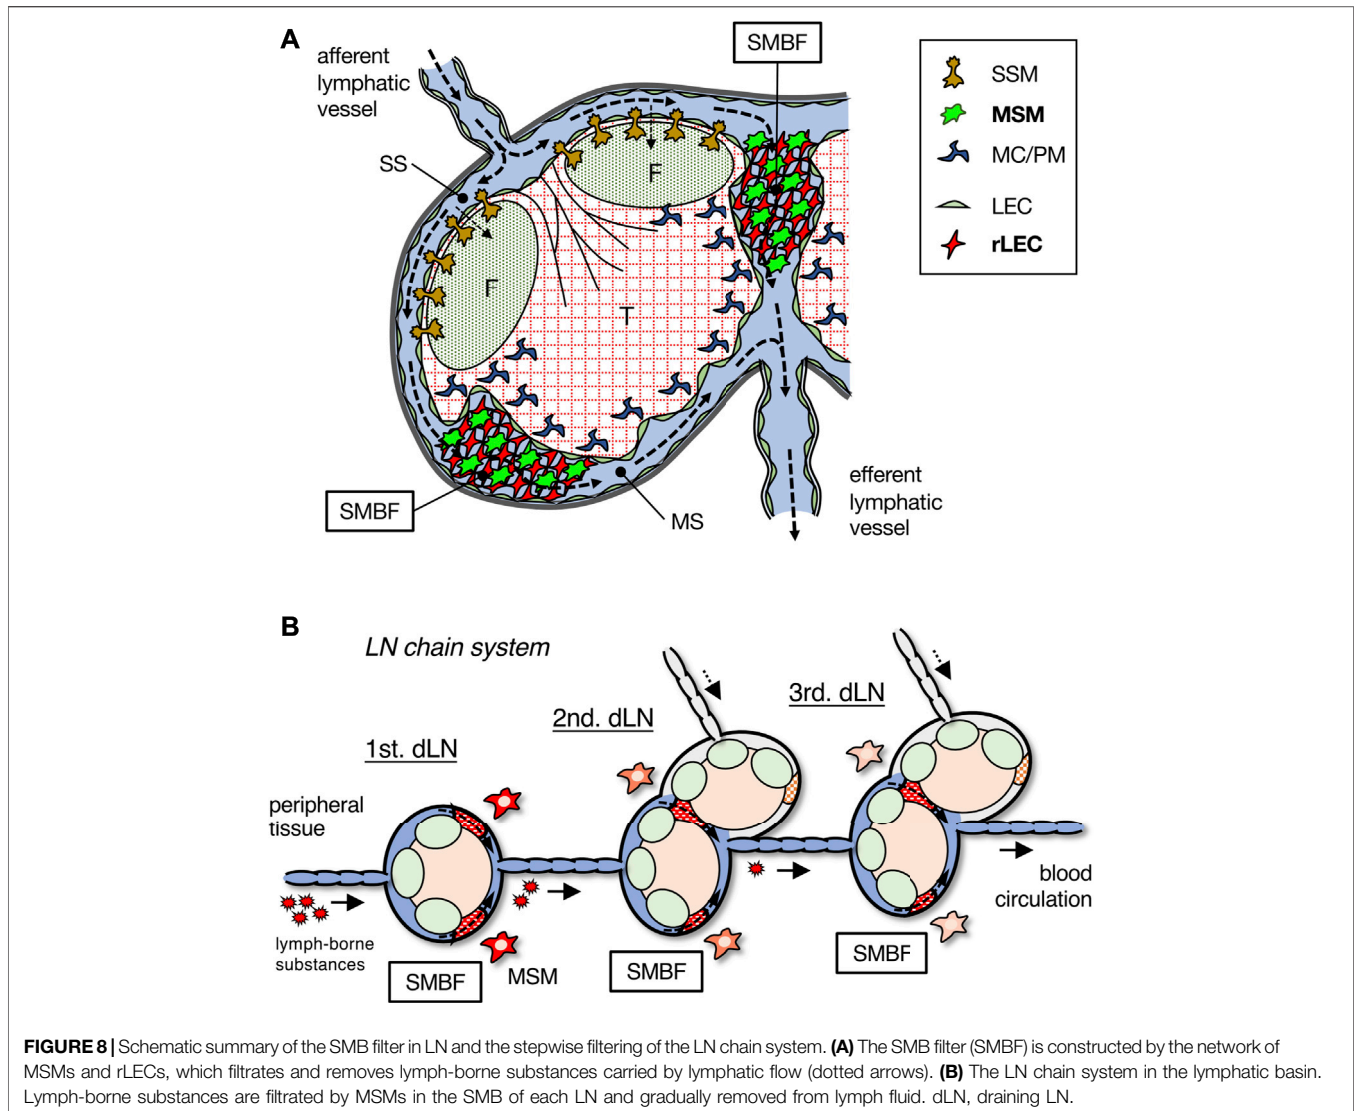 A
afferent
lymphatic
vessel
SMBF
SSM
MSM
MC/PM
LEC
rLEC
SS
F
F
T
SMBF
MS
efferent
lymphatic
vessel
B
LN chain system
1st. dLN
2nd. dLN
3rd. dLN
peripheral
tissue
lymph-borne
substances
SMBF
MSM
SMBF
SMBF
blood
circulation
FIGURE 8 | Schematic summary of the SMB filter in LN and the stepwise filtering of the LN chain system. (A) The SMB filter (SMBF) is constructed by the network of
MSMs and rLECs, which filtrates and removes lymph-borne substances carried by lymphatic flow (dotted arrows). (B) The LN chain system in the lymphatic basin.
Lymph-borne substances are filtrated by MSMs in the SMB of each LN and gradually removed from lymph fluid. dLN, draining LN.